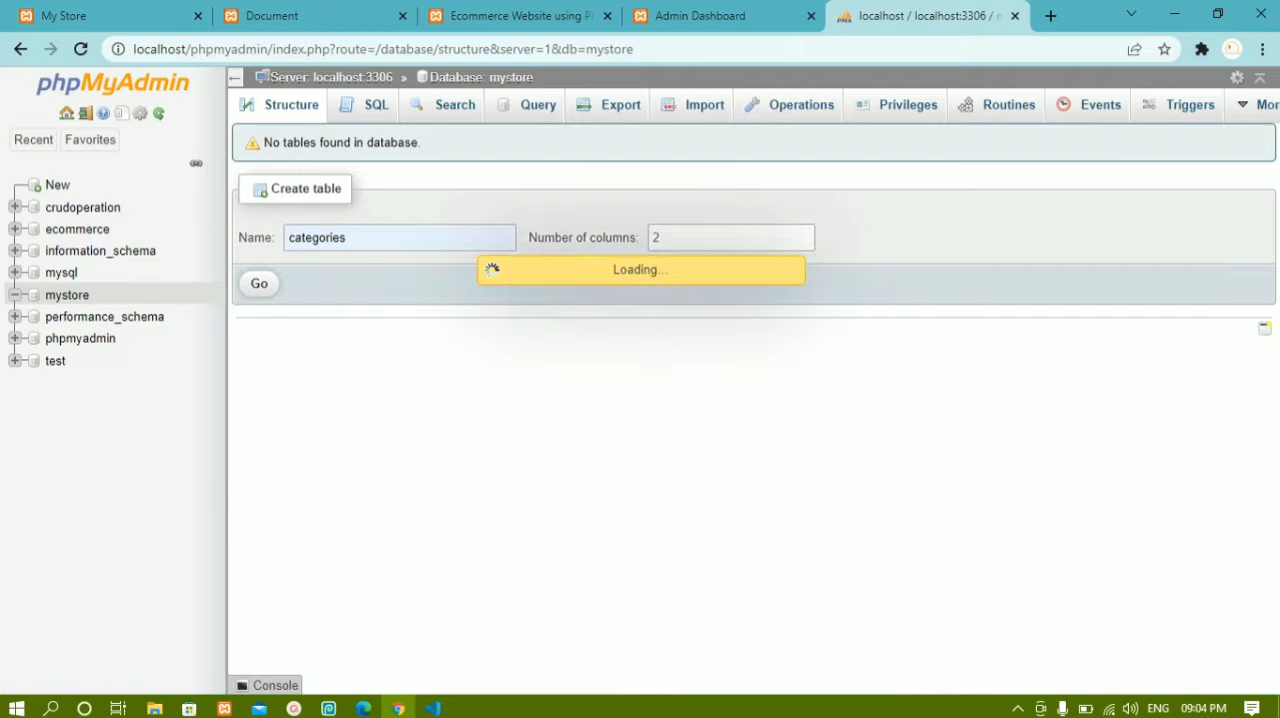 My Store
Document
Ecommerce Website using P
Admin Dashboard
localhost / localhost:3306 / m
localhost/phpmyadmin/index.php?route=/database/structure&server=1&db=mystore
phpMyAdmin
Server: localhost:3306 » Database: mystore
Structure SQL Search Query Export Import Operations Privileges Routines Events Triggers Mor
Recent Favorites
No tables found in database.
New
crudoperation
ecommerce
information_schema
mysql
mystore
performance_schema
phpmyadmin
test
Create table
Name: categories Number of columns: 2
Loading...
Go
Console
ENG 09:04 PM